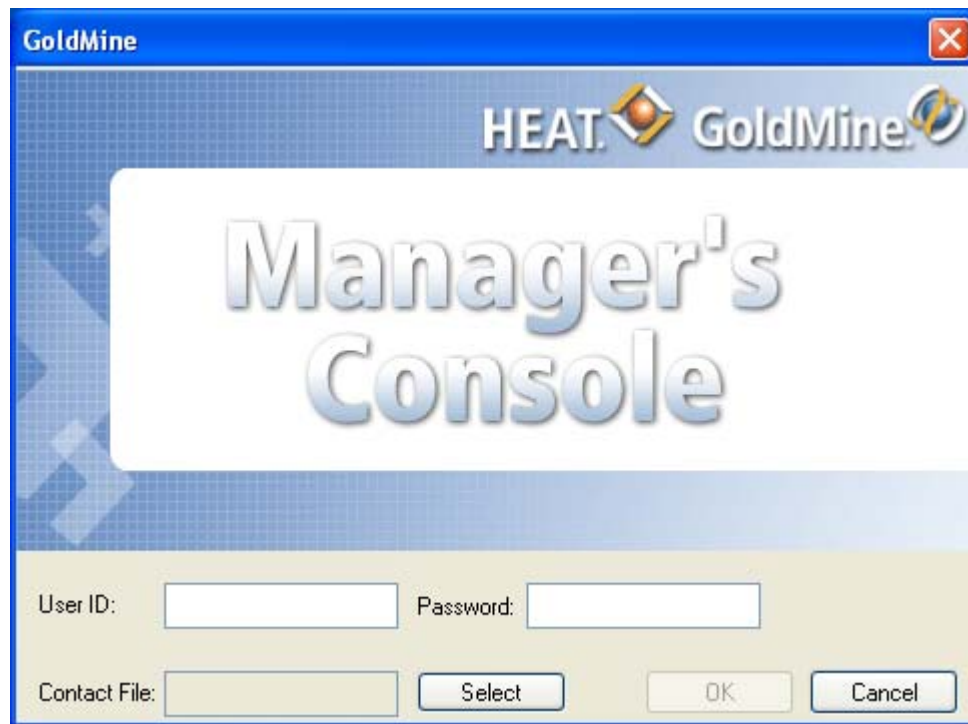 GoldMine
HEAT. GoldMine.
Manager's
Console
User ID: Password:
Contact File: Select OK Cancel